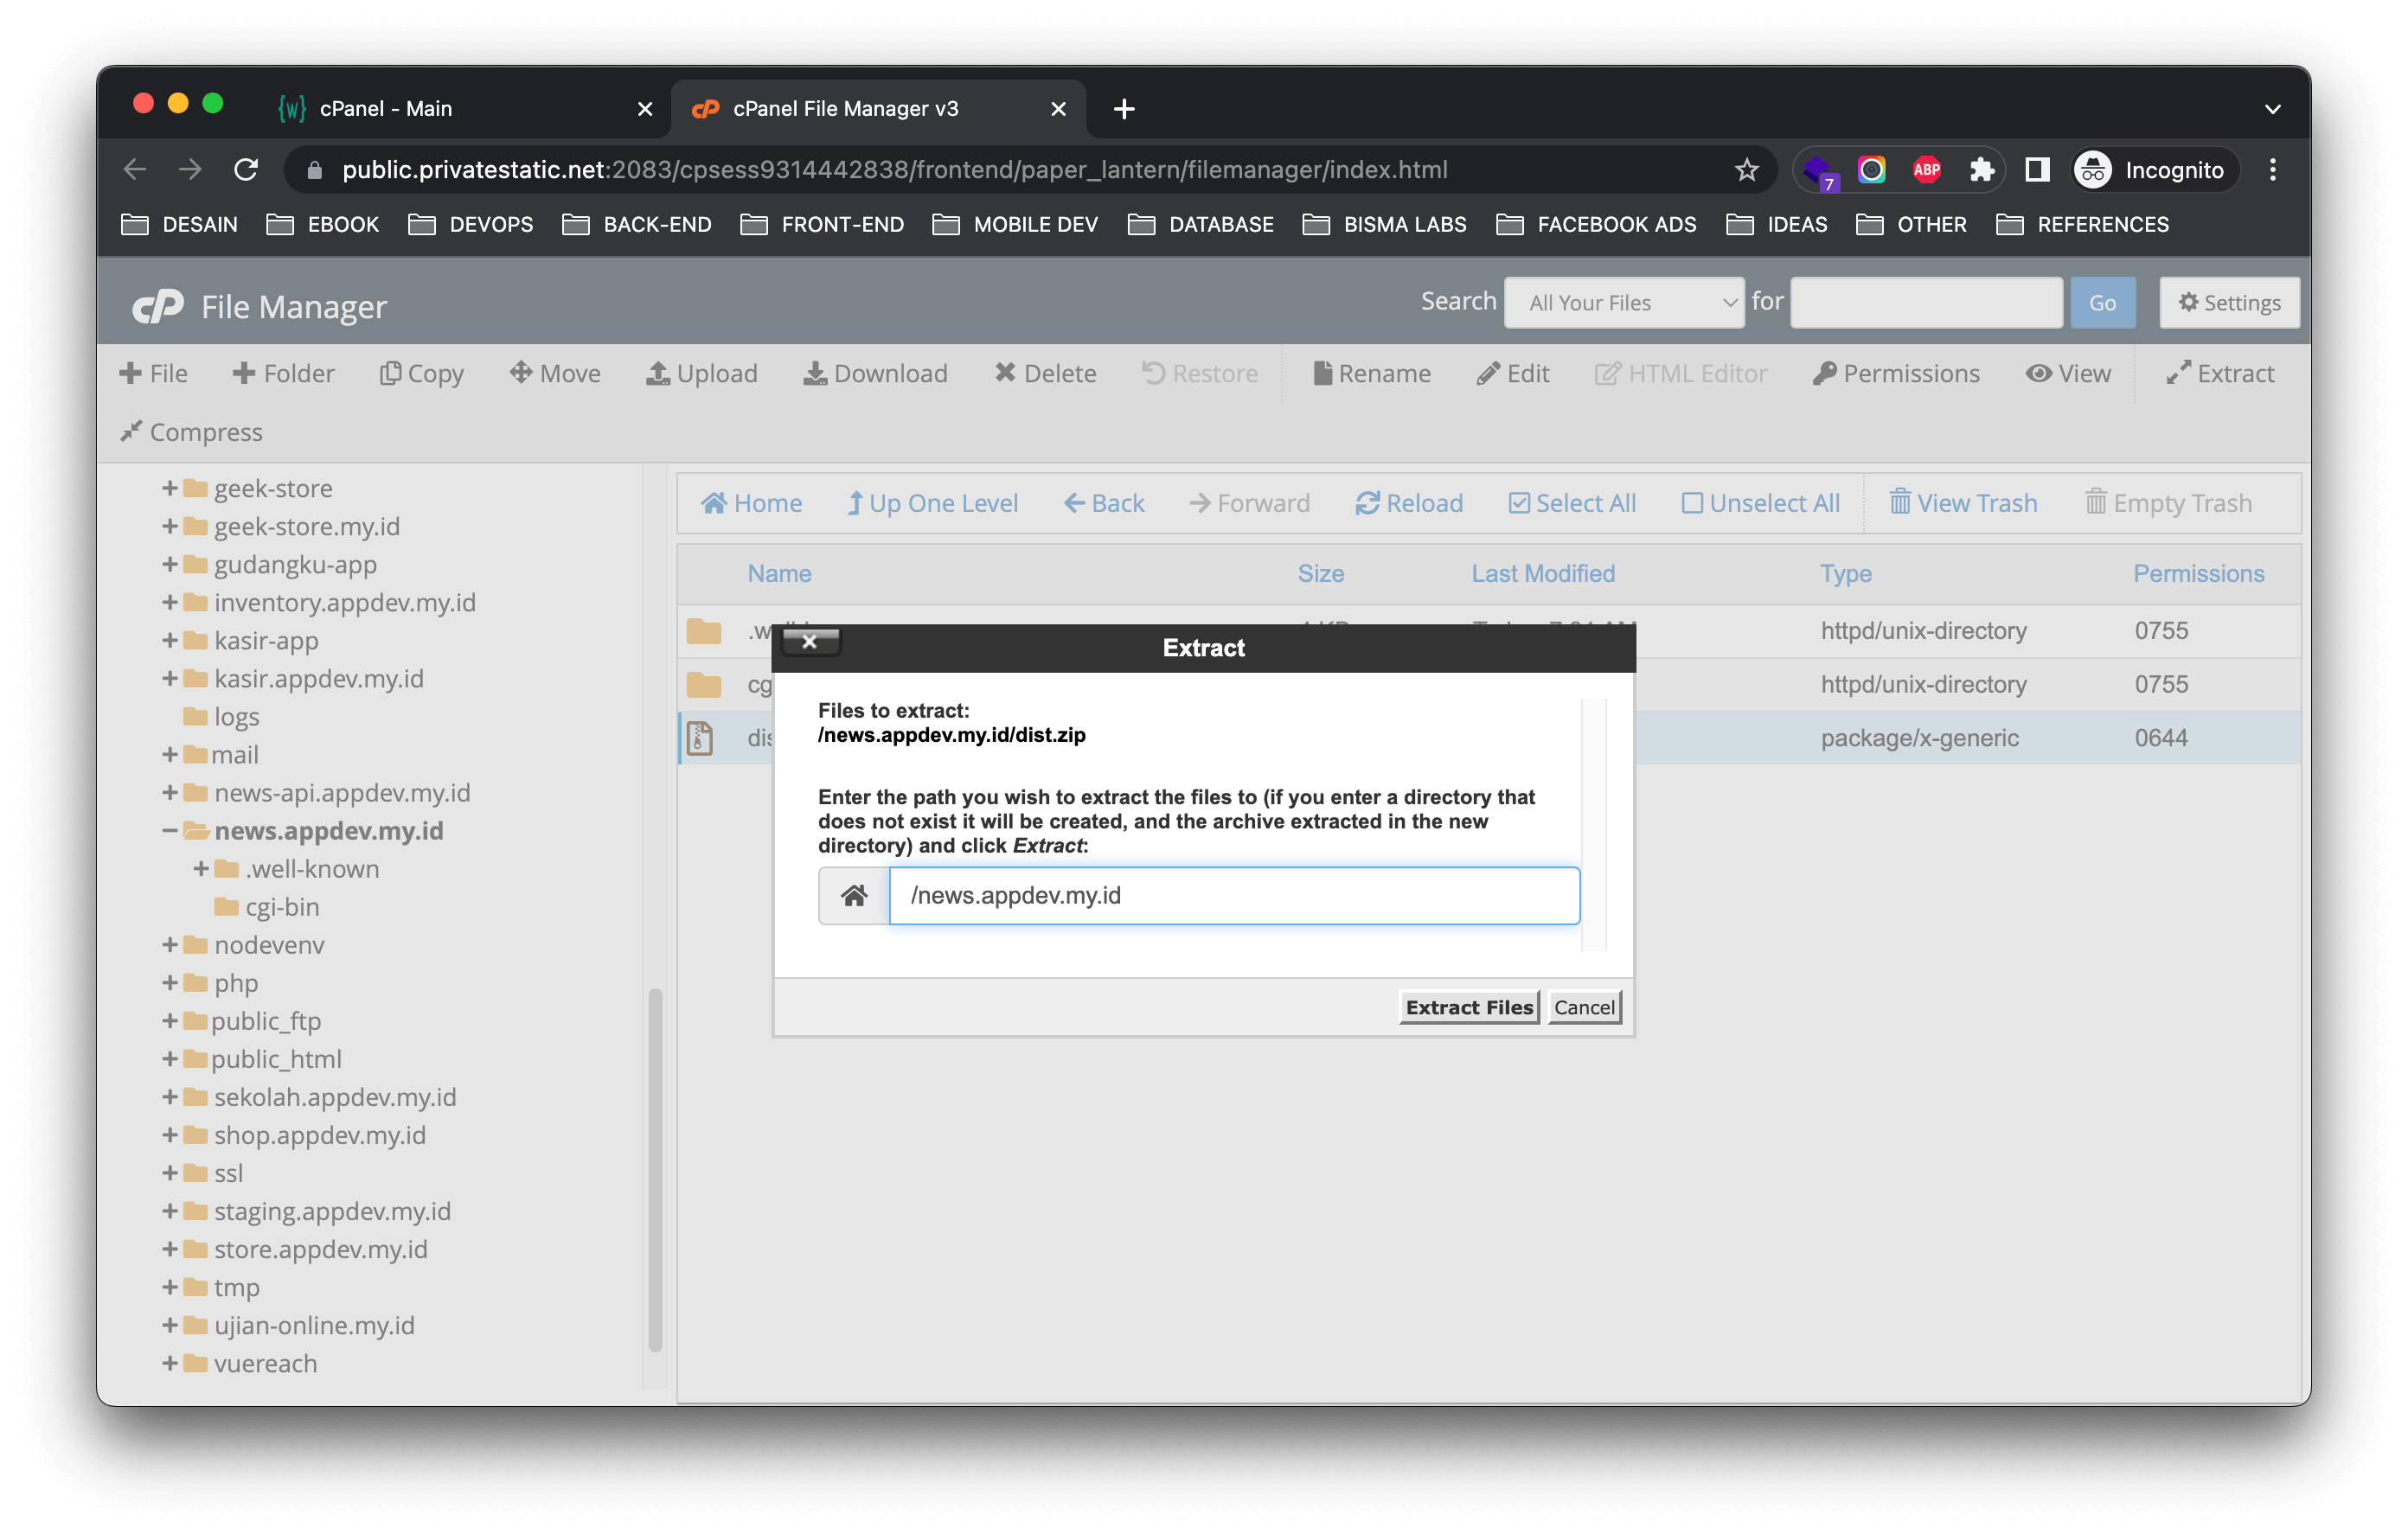 cPanel - Main
cPanel File Manager v3
public.privatestatic.net:2083/cpsess9314442838/frontend/paper_lantern/filemanager/index.html
7
ABP
Incognito
DESAIN EBOOK DEVOPS BACK-END FRONT-END MOBILE DEV DATABASE BISMA LABS FACEBOOK ADS IDEAS OTHER REFERENCES
cP File Manager
Search All Your Files for Go Settings
File Folder Copy Move Upload Download Delete Restore Rename Edit HTML Editor Permissions View Extract
Compress
geek-store
geek-store.my.id
gudangku-app
inventory.appdev.my.id
kasir-app
kasir.appdev.my.id
logs
mail
news-api.appdev.my.id
news.appdev.my.id
.well-known
cgi-bin
nodevenv
php
public_ftp
public_html
sekolah.appdev.my.id
shop.appdev.my.id
ssl
staging.appdev.my.id
store.appdev.my.id
tmp
ujian-online.my.id
vuereach
Home Up One Level Back Forward Reload Select All Unselect All View Trash Empty Trash
Name Size Last Modified Type Permissions
httpd/unix-directory 0755
httpd/unix-directory 0755
package/x-generic 0644
Extract
Files to extract:
/news.appdev.my.id/dist.zip
Enter the path you wish to extract the files to (if you enter a directory that
does not exist it will be created, and the archive extracted in the new
directory) and click Extract:
/news.appdev.my.id
Extract Files Cancel